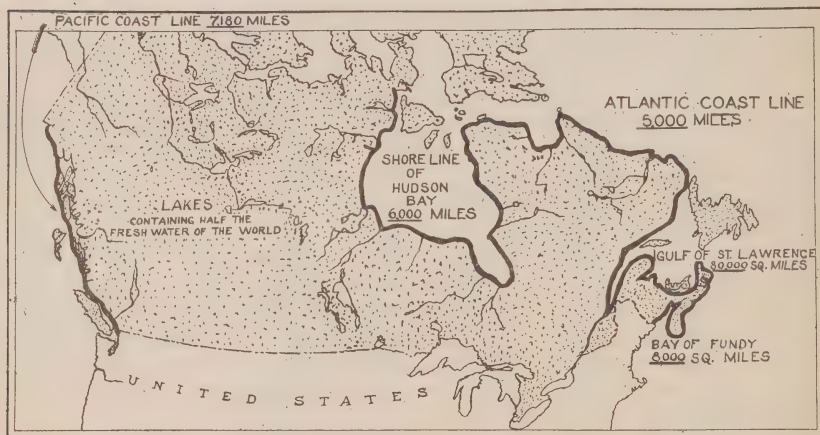 PACIFIC COAST LINE 7,180 MILES
ATLANTIC COAST LINE
5,000 MILES
SHORE LINE
OF
HUDSON
BAY
6,000 MILES
LAKES
CONTAINING HALF THE
FRESH WATER OF THE WORLD
GULF OF ST. LAWRENCE
80,000 SQ. MILES
BAY OF FUNDY
8,000 SQ. MILES
UNITED STATES